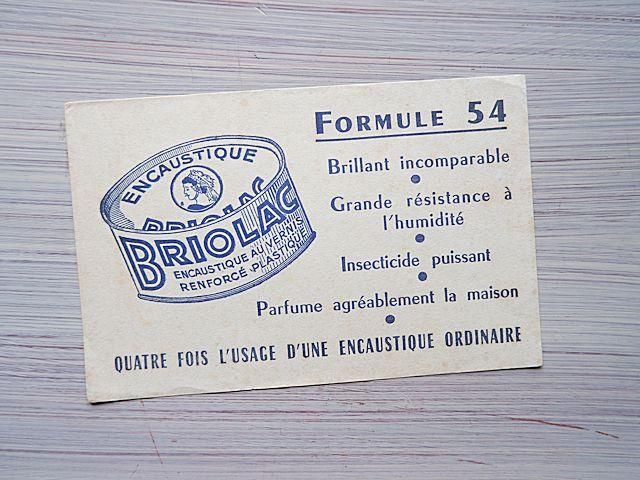 FORMULE 54
Brillant incomparable
Grande résistance à
l'humidité
Insecticide puissant
Parfume agréablement la maison
QUATRE FOIS L'USAGE D'UNE ENCAUSTIQUE ORDINAIRE
ENCAUSTIQUE
BRIOLAC
BRIOLAC
ENCAUSTIQUE AU VERNIS
RENFORCÉ PLASTIQUE